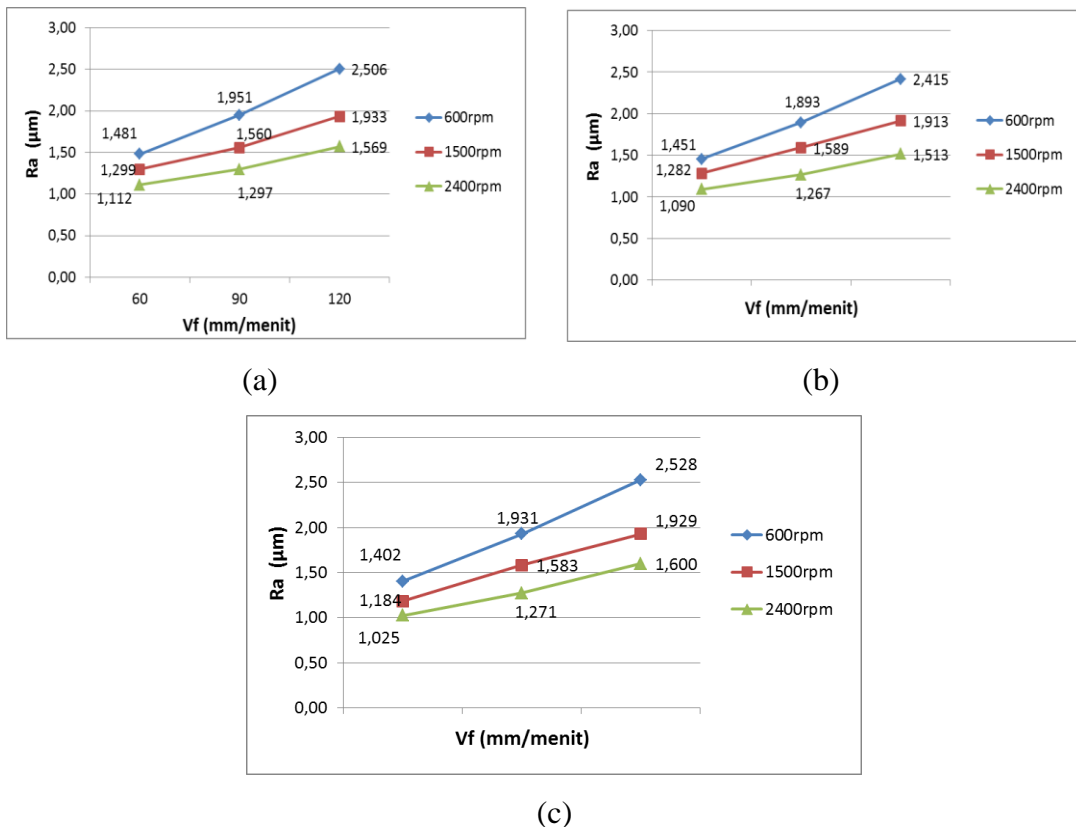 3,00
2,50
2,00
1,50
1,00
0,50
0,00
Ra (µm)
1,481
1,951
2,506
1,299
1,560
1,933
1,112
1,297
1,569
60 90 120
Vf (mm/menit)
600rpm
1500rpm
2400rpm
(a)
3,00
2,50
2,00
1,50
1,00
0,50
0,00
Ra (µm)
1,451
1,893
2,415
1,282
1,589
1,913
1,090
1,267
1,513
Vf (mm/menit)
600rpm
1500rpm
2400rpm
(b)
3,00
2,50
2,00
1,50
1,00
0,50
0,00
Ra (µm)
1,402
1,931
2,528
1,184
1,583
1,929
1,025
1,271
1,600
Vf (mm/menit)
600rpm
1500rpm
2400rpm
(c)